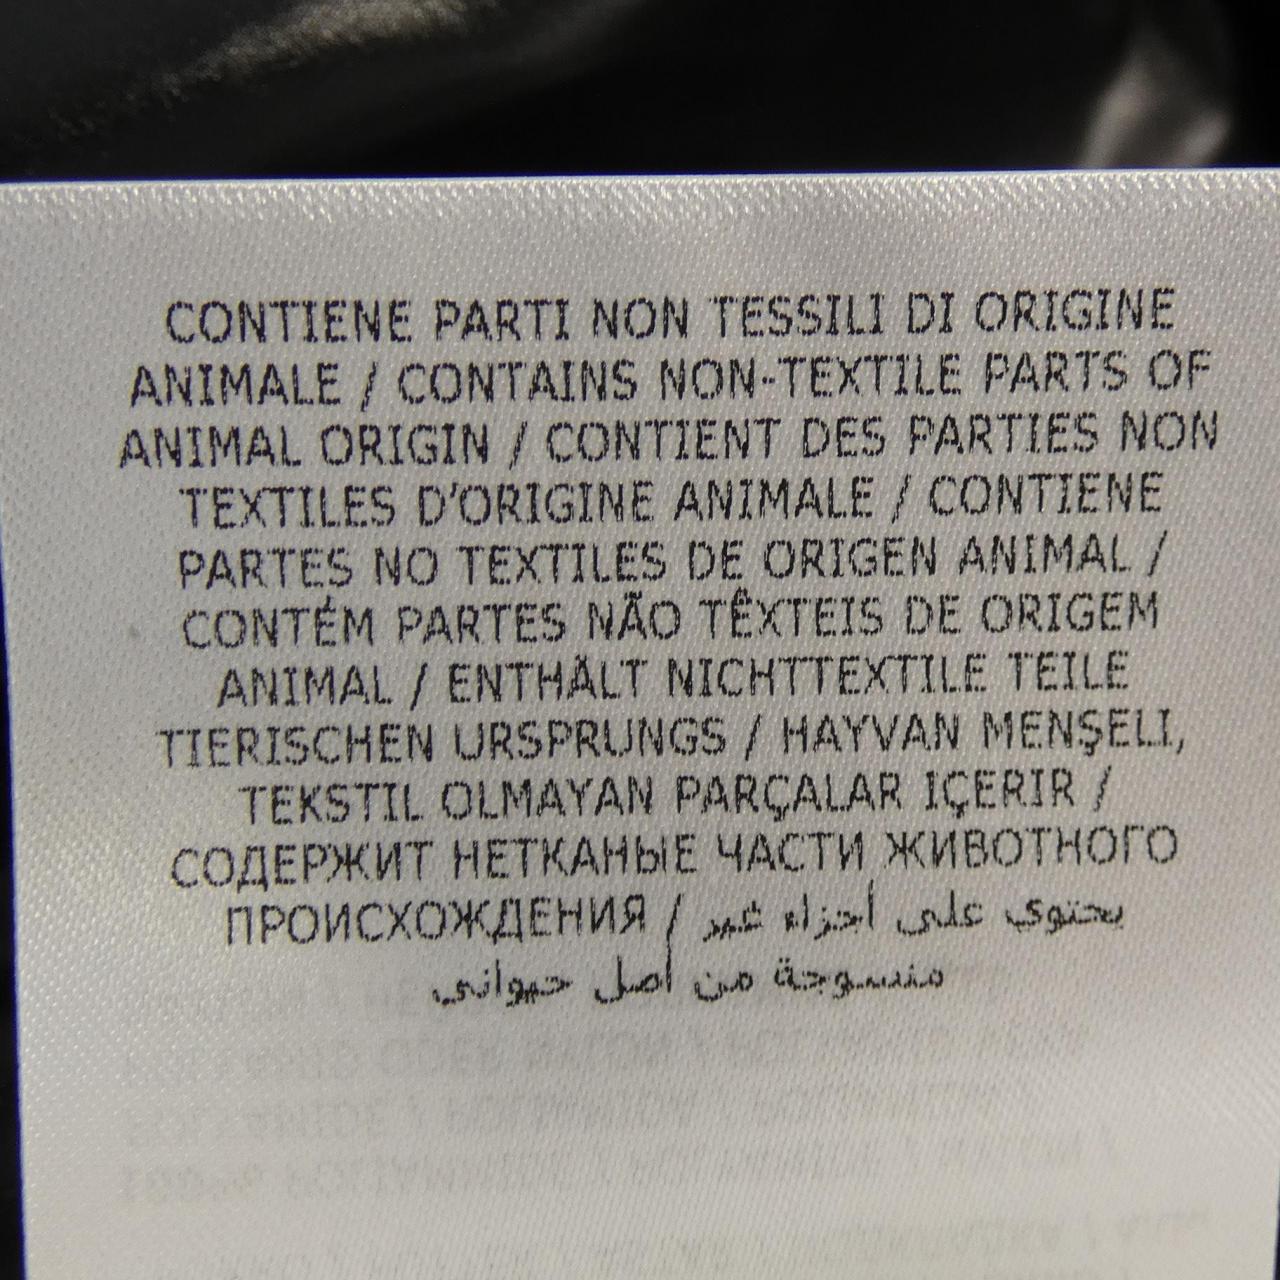 CONTIENE PARTI NON TESSILI DI ORIGINE
ANIMALE / CONTAINS NON-TEXTILE PARTS OF
ANIMAL ORIGIN / CONTIENT DES PARTIES NON
TEXTILES D'ORIGINE ANIMALE / CONTIENE
PARTES NO TEXTILES DE ORIGEN ANIMAL /
CONTÉM PARTES NÃO TÊXTEIS DE ORIGEM
ANIMAL / ENTHÄLT NICHTTEXTILE TEILE
TIERISCHEN URSPRUNGS / HAYVAN MENŞELI,
TEKSTIL OLMAYAN PARÇALAR IÇERIR /
СОДЕРЖИТ НЕТКАНЫЕ ЧАСТИ ЖИВОТНОГО
ПРОИСХОЖДЕНИЯ / يحتوي على أجزاء غير
منسوجة من أصل حيواني